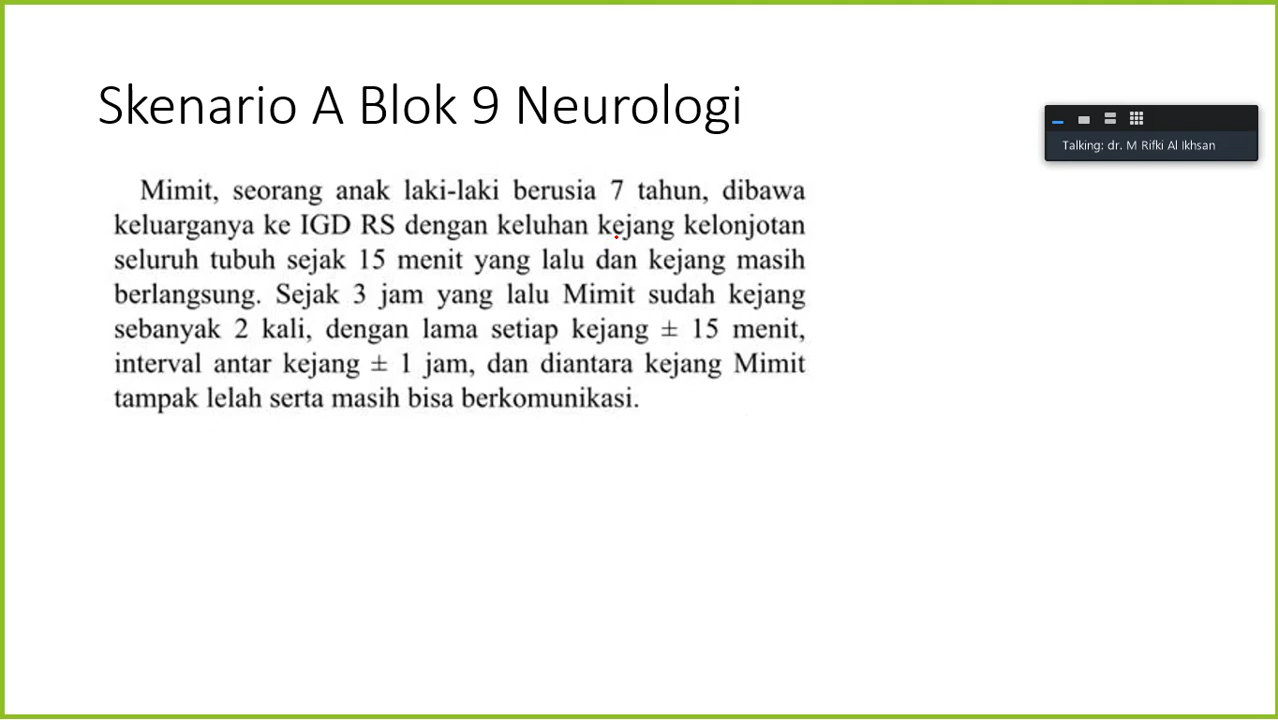 Skenario A Blok 9 Neurologi
Talking: dr. M Rifki Al Ikhsan
Mimit, seorang anak laki-laki berusia 7 tahun, dibawa
keluarganya ke IGD RS dengan keluhan kejang kelonjotan
seluruh tubuh sejak 15 menit yang lalu dan kejang masih
berlangsung. Sejak 3 jam yang lalu Mimit sudah kejang
sebanyak 2 kali, dengan lama setiap kejang ± 15 menit,
interval antar kejang ± 1 jam, dan diantara kejang Mimit
tampak lelah serta masih bisa berkomunikasi.